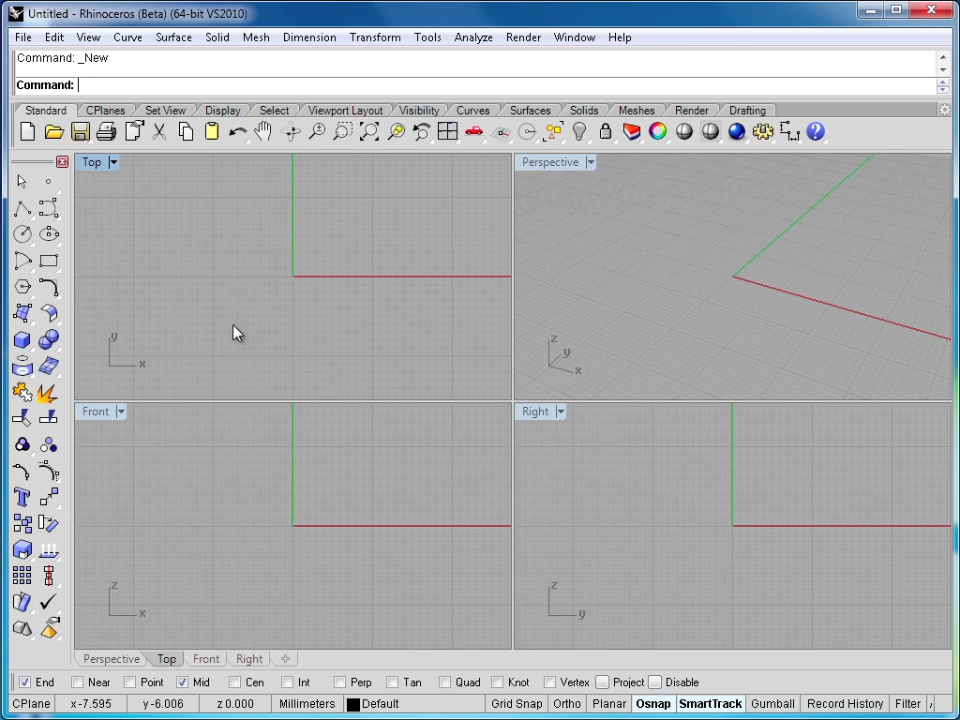 Untitled - Rhinoceros (Beta) (64-bit VS2010)
File Edit View Curve Surface Solid Mesh Dimension Transform Tools Analyze Render Window Help
Command: _New
Command:
Standard CPlanes Set View Display Select Viewport Layout Visibility Curves Surfaces Solids Meshes Render Drafting
Top Perspective
y x z y x
Front Right
z x z y
Perspective Top Front Right
End Near Point Mid Cen Int Perp Tan Quad Knot Vertex Project Disable
CPlane x -7.595 y -6.006 z 0.000 Millimeters Default Grid Snap Ortho Planar Osnap SmartTrack Gumball Record History Filter